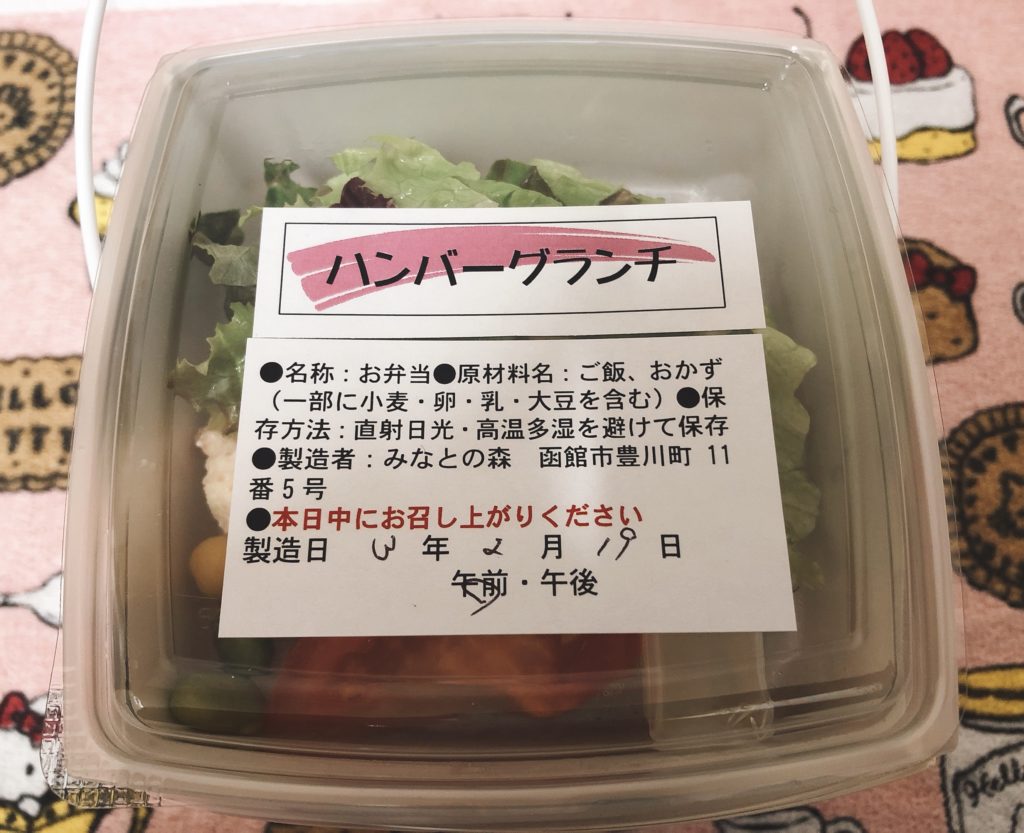 ハンバーグランチ
●名称：お弁当●原材料名：ご飯、おかず
（一部に小麦・卵・乳・大豆を含む）●保
存方法：直射日光・高温多湿を避けて保存
●製造者：みなとの森　函館市豊川町 11
番5号
●本日中にお召し上がりください
製造日　3 年 2 月 19 日
午前・午後
Hello